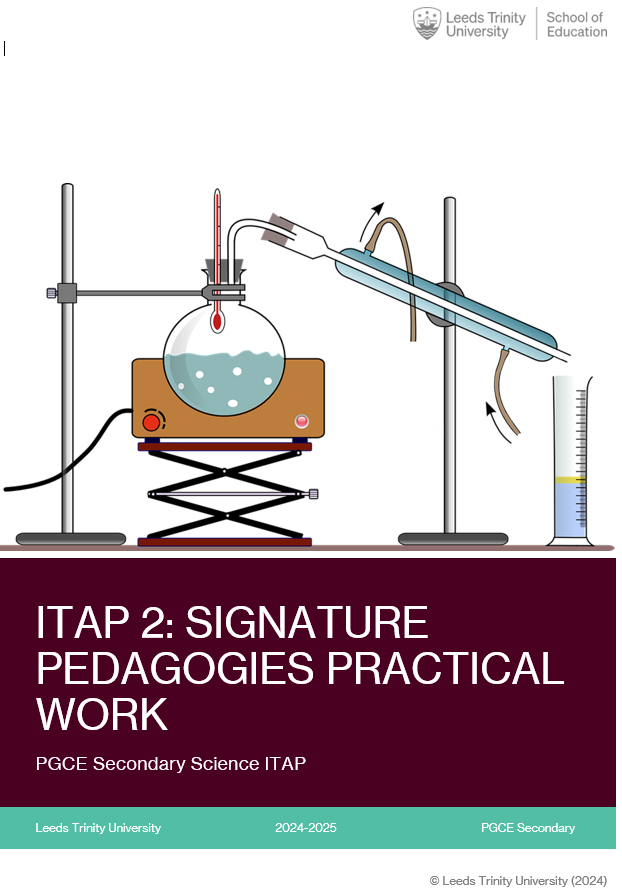 Leeds Trinity
University
School of
Education
ITAP 2: SIGNATURE
PEDAGOGIES PRACTICAL
WORK
PGCE Secondary Science ITAP
Leeds Trinity University 2024-2025 PGCE Secondary
© Leeds Trinity University (2024)